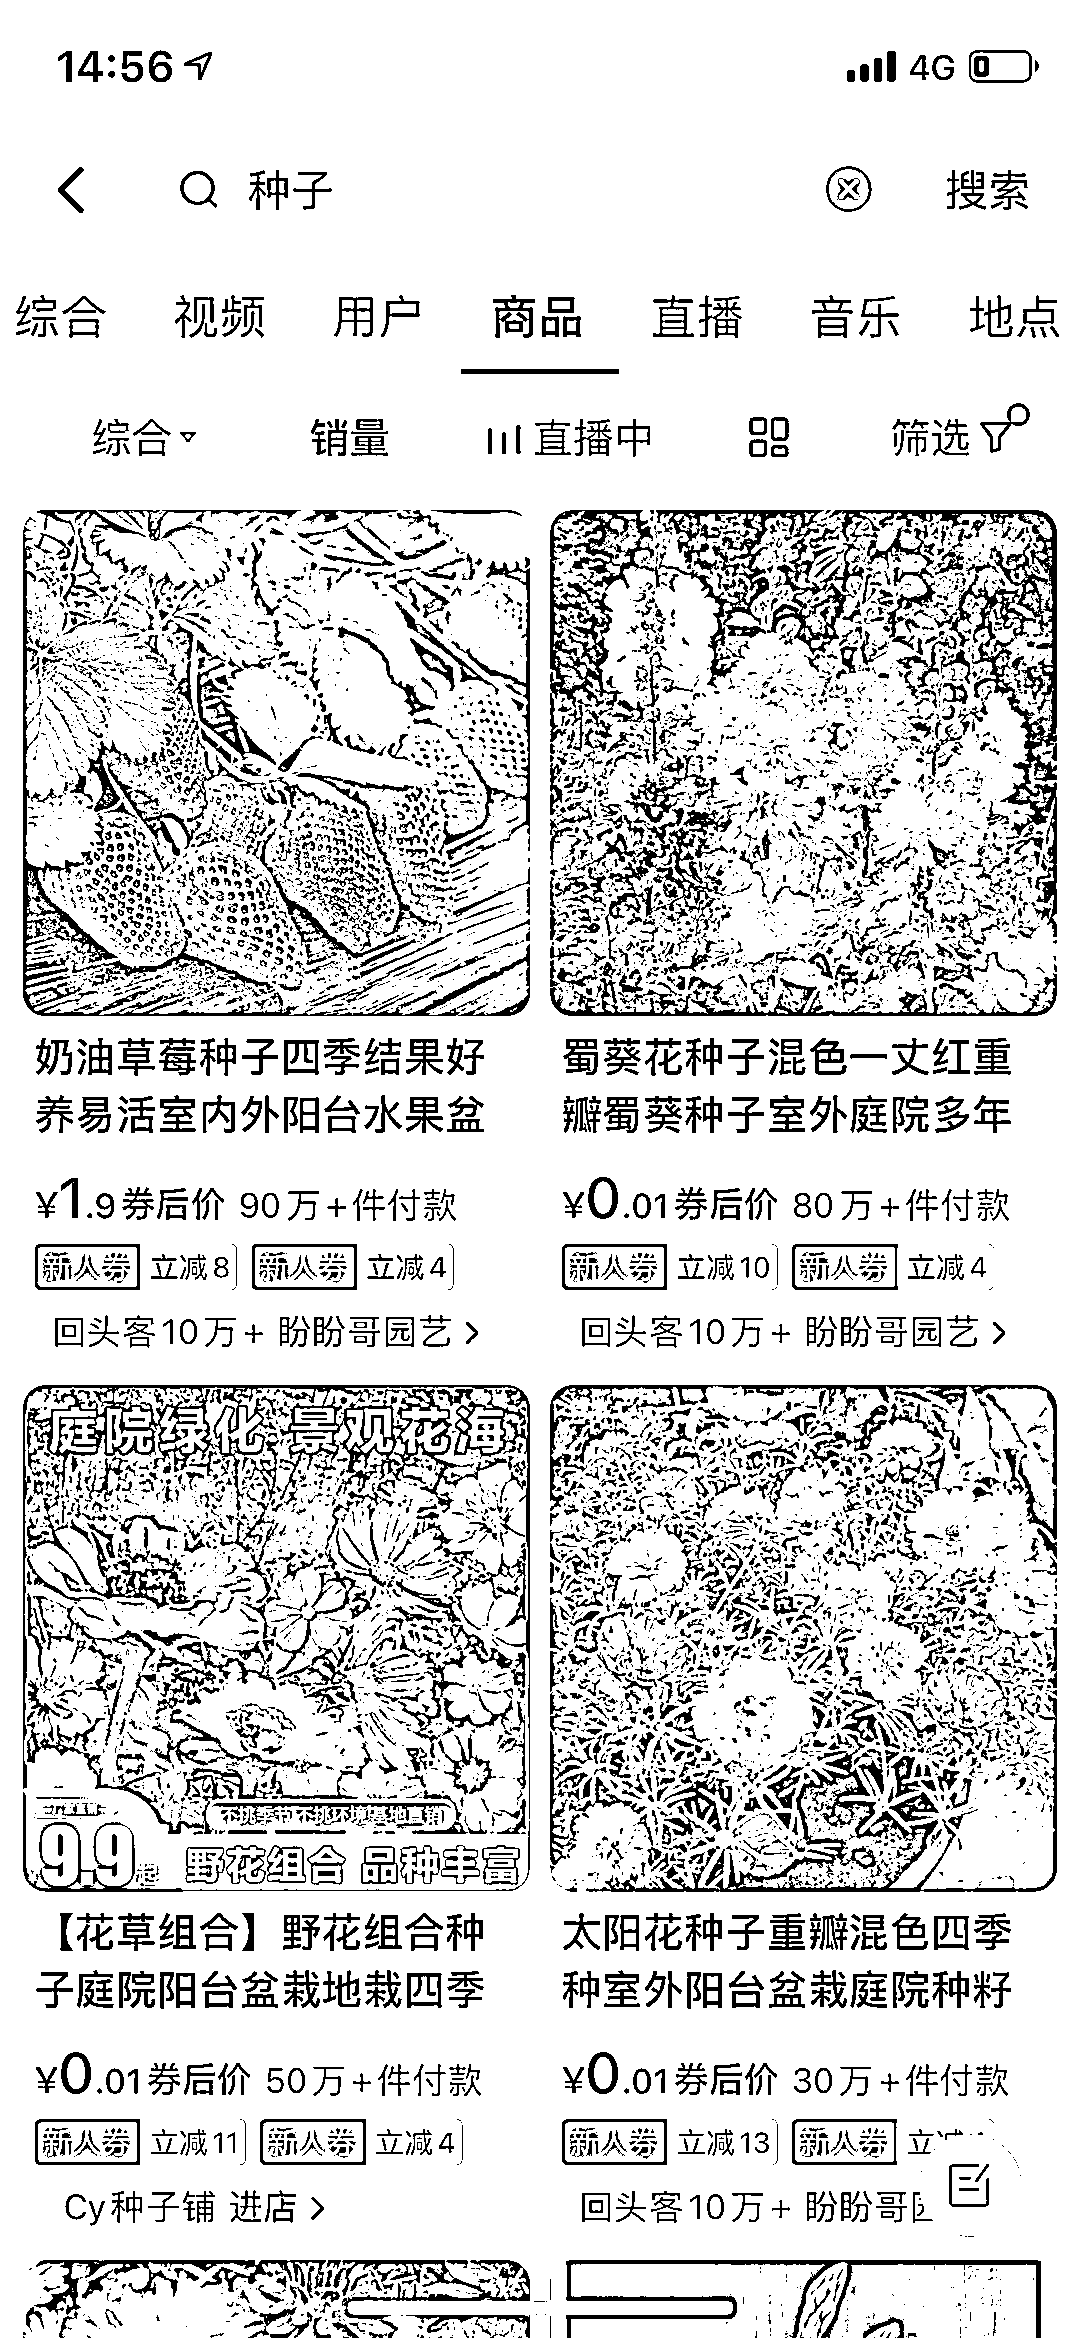 14:56
4G
种子
搜索
综合 视频 用户 商品 直播 音乐 地点
综合 销量 直播中 筛选
奶油草莓种子四季结果好
养易活室内外阳台水果盆
¥1.9券后价 90万+件付款
新人券 立减8 新人券 立减4
回头客10万+ 盼盼哥园艺
蜀葵花种子混色一丈红重
瓣蜀葵种子室外庭院多年
¥0.01券后价 80万+件付款
新人券 立减10 新人券 立减4
回头客10万+ 盼盼哥园艺
庭院绿化 景观花海
不挑季节不挑环境基地直销
9.9起
野花组合 品种丰富
【花草组合】野花组合种
子庭院阳台盆栽地栽四季
¥0.01券后价 50万+件付款
新人券 立减11 新人券 立减4
Cy种子铺 进店
太阳花种子重瓣混色四季
种室外阳台盆栽庭院种籽
¥0.01券后价 30万+件付款
新人券 立减13 新人券 立
回头客10万+ 盼盼哥